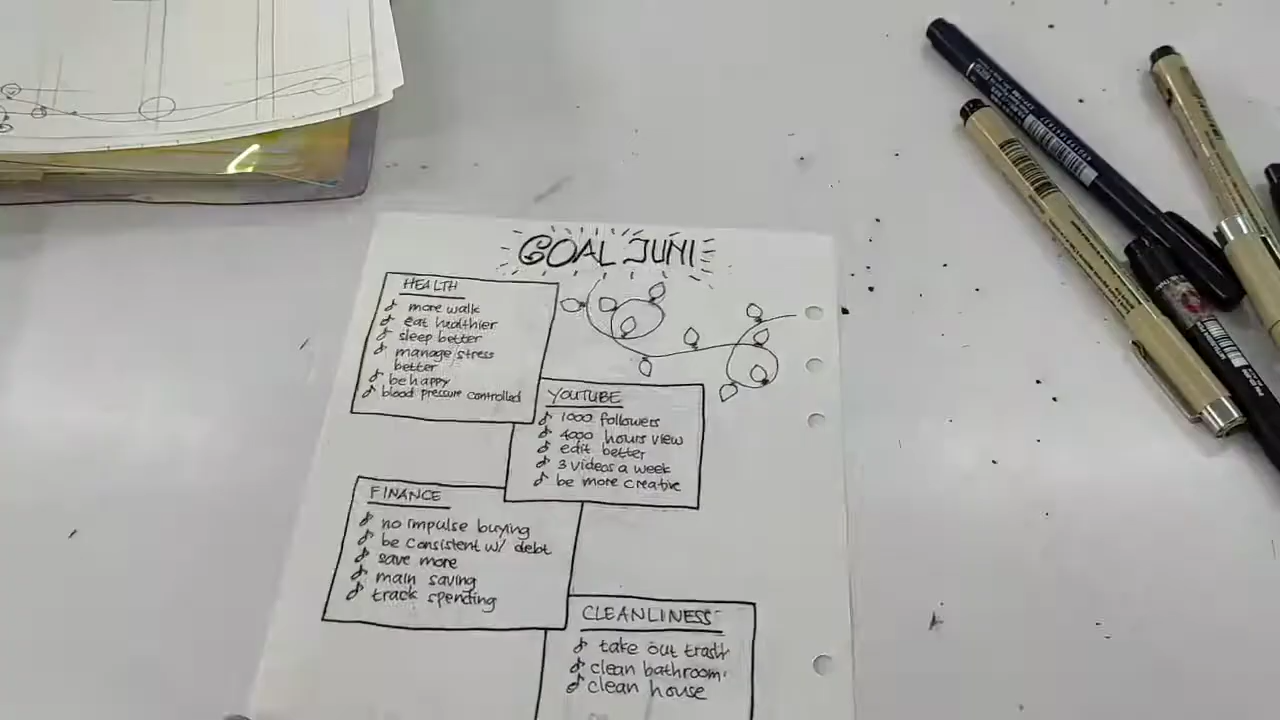 GOAL JUNI
HEALTH
more walk
eat healthier
sleep better
manage stress
better
be happy
blood pressure controlled
YOUTUBE
1000 followers
4000 hours view
edit better
3 videos a week
be more creative
FINANCE
no impulse buying
be consistent w/ debt
save more
main saving
track spending
CLEANLINESS
take out trash
clean bathroom
clean house